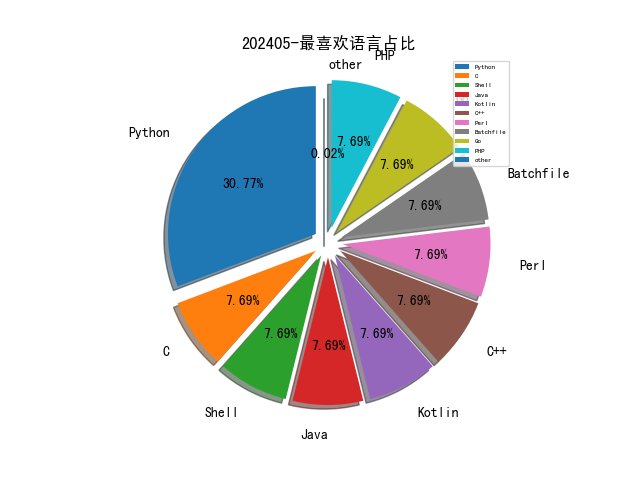 202405-最喜欢语言占比
PHP
other
Python
C
Shell
Java
Kotlin
C++
Perl
Batchfile
30.77%
7.69%
7.69%
7.69%
7.69%
7.69%
7.69%
7.69%
7.69%
7.69%
0.02%
Python
C
Shell
Java
Kotlin
C++
Perl
Batchfile
Go
PHP
other